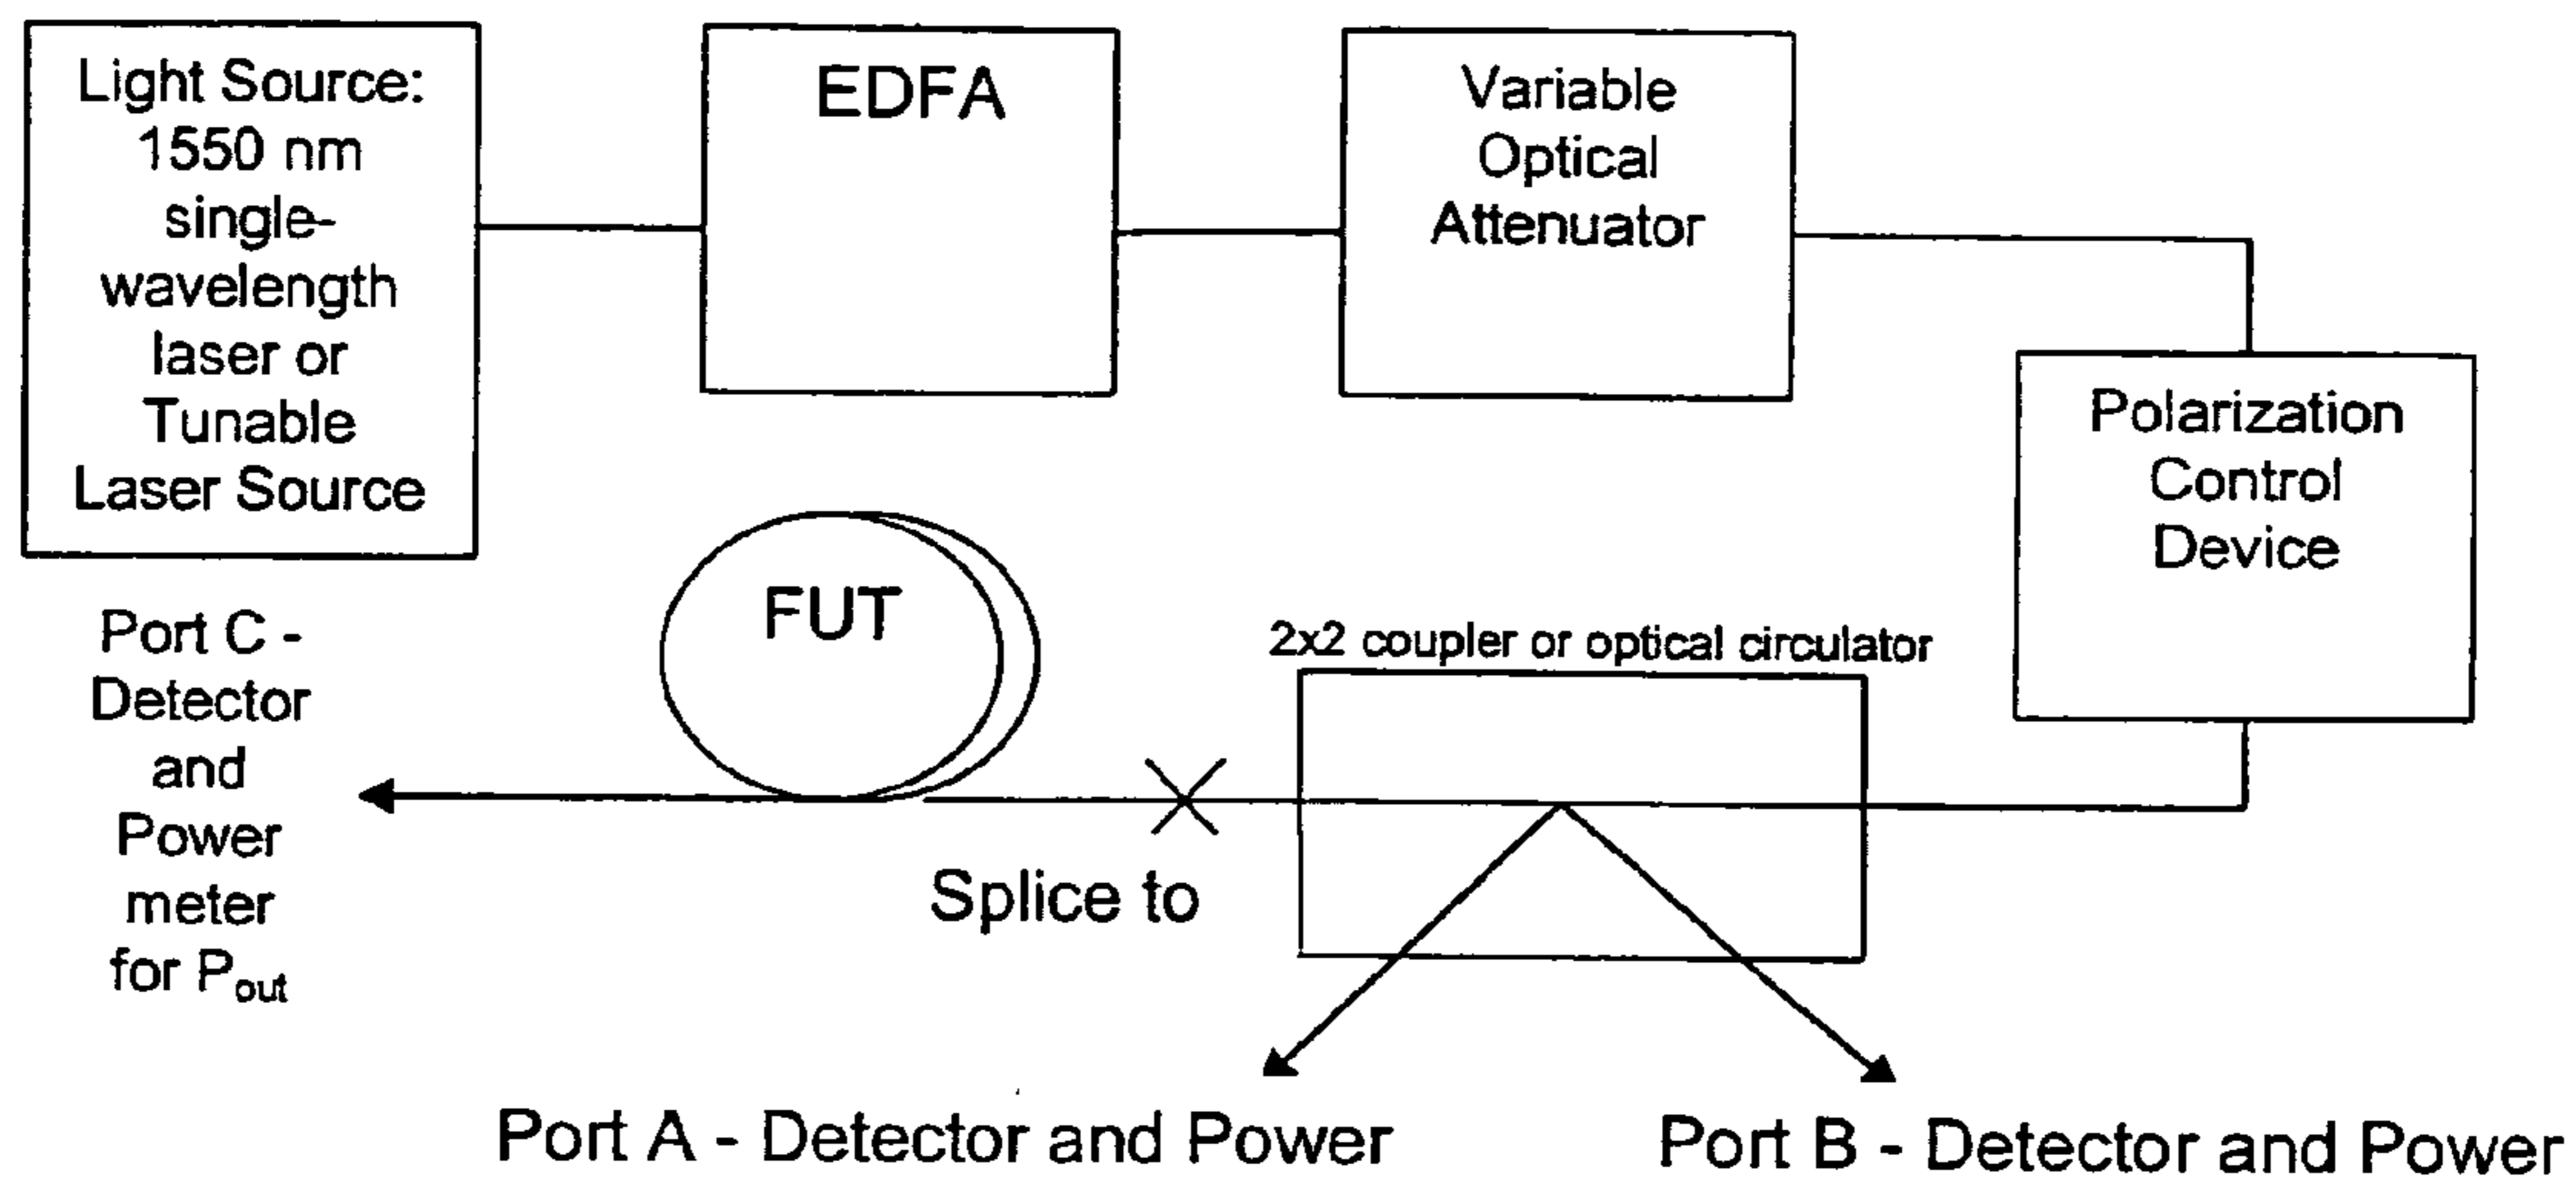 Light Source:
1550 nm
single-
wavelength
laser or
Tunable
Laser Source
EDFA
Variable
Optical
Attenuator
Polarization
Control
Device
FUT
2x2 coupler or optical circulator
Port C -
Detector
and
Power
meter
for Pout
Splice to
Port A - Detector and Power
Port B - Detector and Power